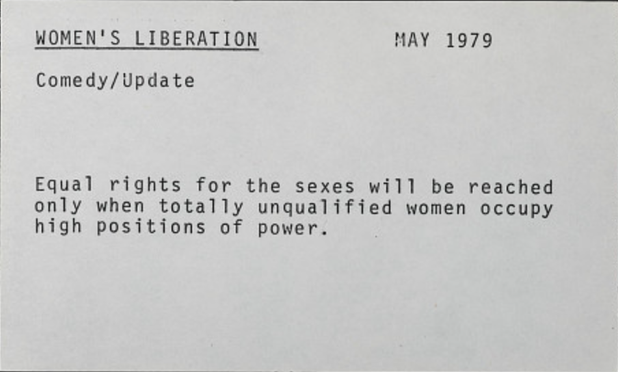 WOMEN'S LIBERATION MAY 1979
Comedy/Update
Equal rights for the sexes will be reached
only when totally unqualified women occupy
high positions of power.